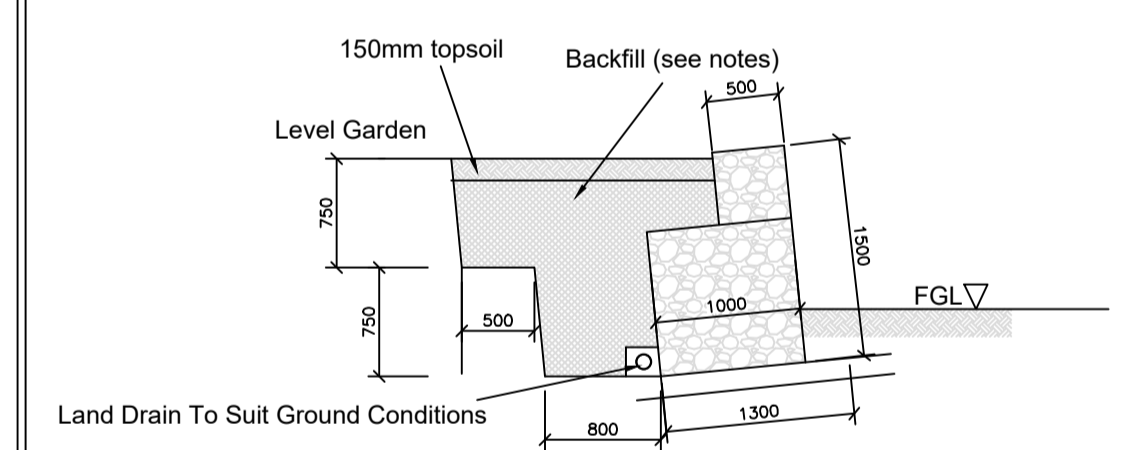 150mm topsoil
Backfill (see notes)
500
Level Garden
750
1500
FGL
1000
750
500
Land Drain To Suit Ground Conditions
1300
800